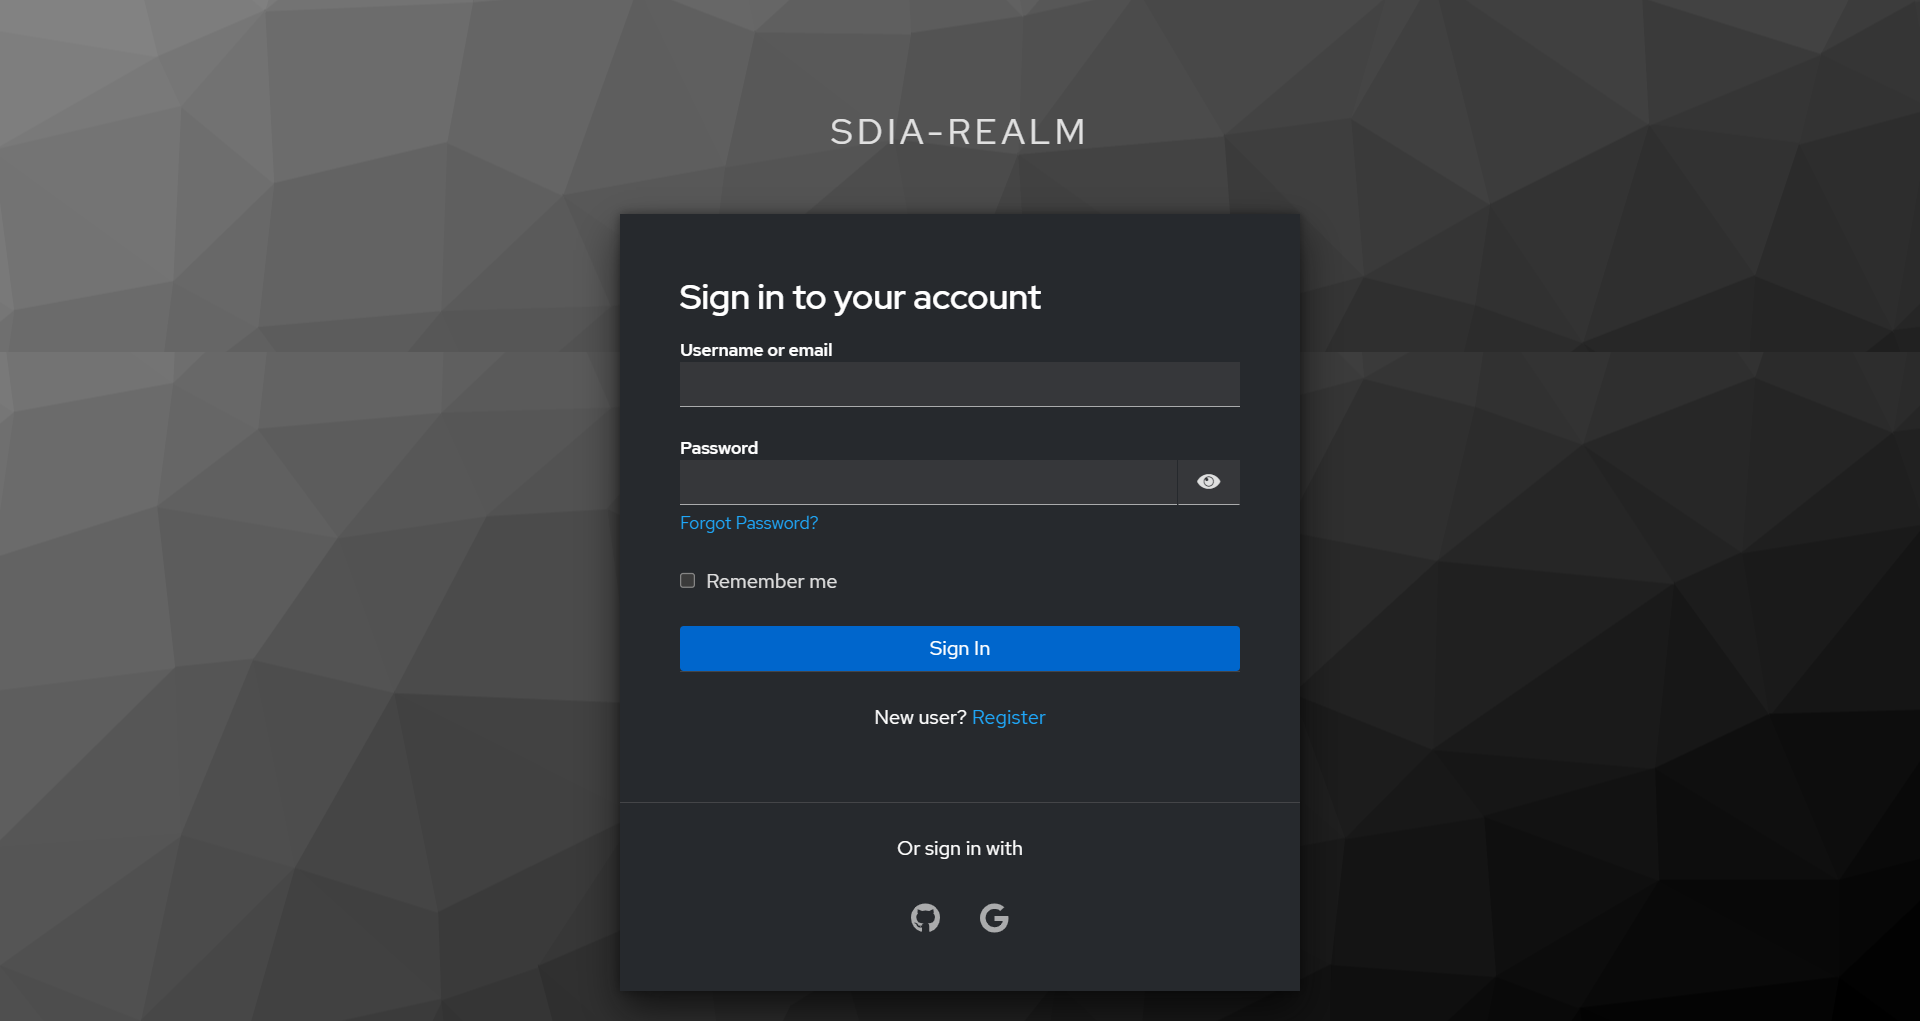 SDIA-REALM
Sign in to your account
Username or email
Password
Forgot Password?
Remember me
Sign In
New user? Register
Or sign in with